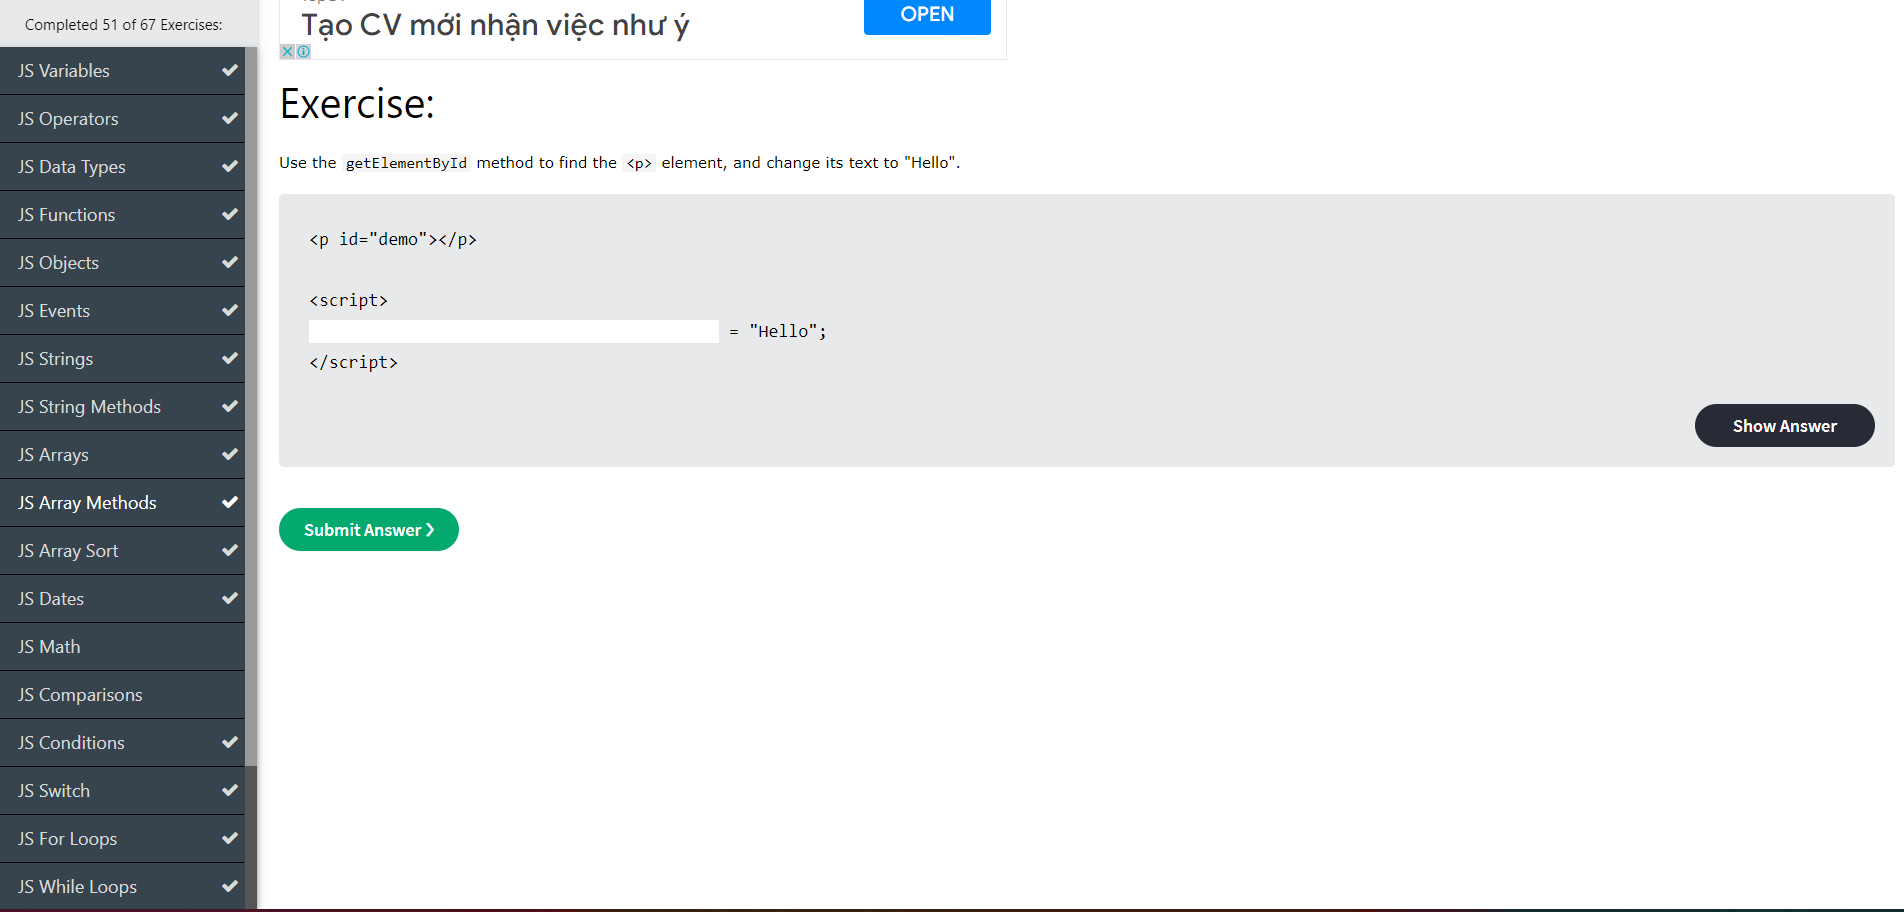 Completed 51 of 67 Exercises:
JS Variables
JS Operators
JS Data Types
JS Functions
JS Objects
JS Events
JS Strings
JS String Methods
JS Arrays
JS Array Methods
JS Array Sort
JS Dates
JS Math
JS Comparisons
JS Conditions
JS Switch
JS For Loops
JS While Loops
Tạo CV mới nhận việc như ý
OPEN
Exercise:
Use the getElementById method to find the <p> element, and change its text to "Hello".
<p id="demo"></p>
<script>
= "Hello";
</script>
Show Answer
Submit Answer ❯